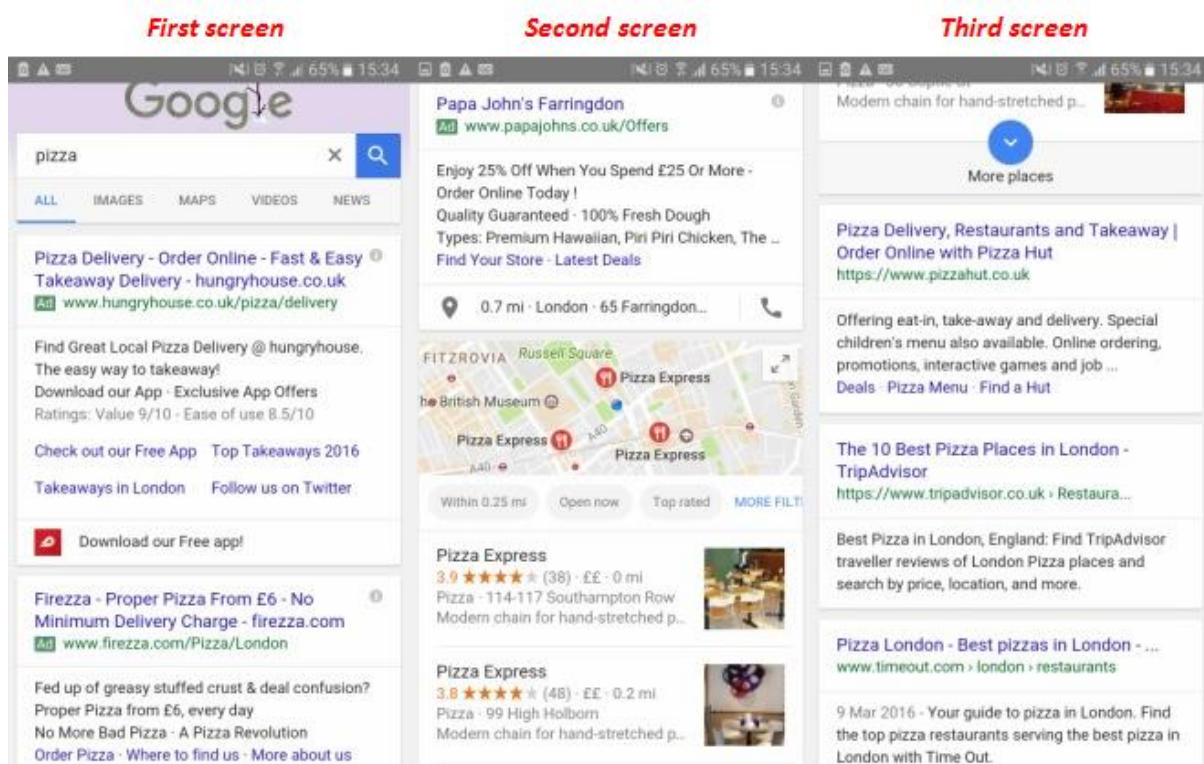 First screen
65% 15:34
Google
pizza
ALL IMAGES MAPS VIDEOS NEWS
Pizza Delivery - Order Online - Fast & Easy
Takeaway Delivery - hungryhouse.co.uk
Ad www.hungryhouse.co.uk/pizza/delivery
Find Great Local Pizza Delivery @ hungryhouse.
The easy way to takeaway!
Download our App · Exclusive App Offers
Ratings: Value 9/10 - Ease of use 8.5/10
Check out our Free App Top Takeaways 2016
Takeaways in London Follow us on Twitter
Download our Free app!
Firezza - Proper Pizza From £6 - No
Minimum Delivery Charge - firezza.com
Ad www.firezza.com/Pizza/London
Fed up of greasy stuffed crust & deal confusion?
Proper Pizza from £6, every day
No More Bad Pizza · A Pizza Revolution
Order Pizza · Where to find us · More about us
Second screen
65% 15:34
Papa John's Farringdon
Ad www.papajohns.co.uk/Offers
Enjoy 25% Off When You Spend £25 Or More -
Order Online Today !
Quality Guaranteed · 100% Fresh Dough
Types: Premium Hawaiian, Piri Piri Chicken, The ...
Find Your Store · Latest Deals
0.7 mi · London · 65 Farringdon...
FITZROVIA Russell Square
Pizza Express
he British Museum
Pizza Express A40
Pizza Express
A40
Garden
Within 0.25 mi Open now Top rated MORE FILT
Pizza Express
3.9 (38) · ££ · 0 mi
Pizza · 114-117 Southampton Row
Modern chain for hand-stretched p...
Pizza Express
3.8 (48) · ££ · 0.2 mi
Pizza · 99 High Holborn
Modern chain for hand-stretched p...
Third screen
65% 15:34
Modern chain for hand-stretched p...
More places
Pizza Delivery, Restaurants and Takeaway |
Order Online with Pizza Hut
https://www.pizzahut.co.uk
Offering eat-in, take-away and delivery. Special
children's menu also available. Online ordering,
promotions, interactive games and job ...
Deals · Pizza Menu · Find a Hut
The 10 Best Pizza Places in London -
TripAdvisor
https://www.tripadvisor.co.uk › Restaura...
Best Pizza in London, England: Find TripAdvisor
traveller reviews of London Pizza places and
search by price, location, and more.
Pizza London - Best pizzas in London - ...
www.timeout.com › london › restaurants
9 Mar 2016 - Your guide to pizza in London. Find
the top pizza restaurants serving the best pizza in
London with Time Out.